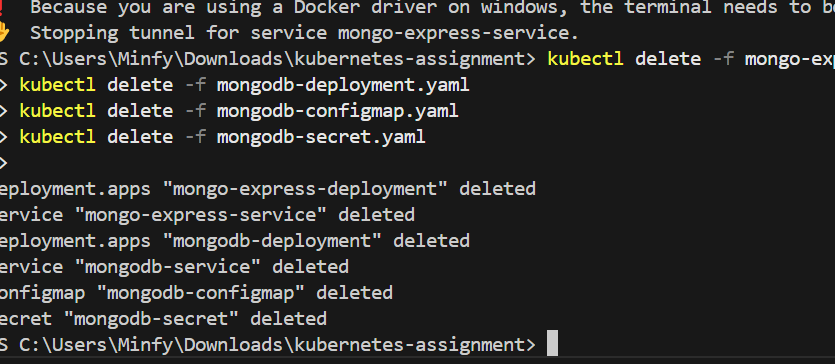 Because you are using a Docker driver on windows, the terminal needs to
Stopping tunnel for service mongo-express-service.
S C:\Users\Minfy\Downloads\kubernetes-assignment> kubectl delete -f mongo-exp
> kubectl delete -f mongodb-deployment.yaml
> kubectl delete -f mongodb-configmap.yaml
> kubectl delete -f mongodb-secret.yaml
>
eployment.apps "mongo-express-deployment" deleted
ervice "mongo-express-service" deleted
eployment.apps "mongodb-deployment" deleted
ervice "mongodb-service" deleted
onfigmap "mongodb-configmap" deleted
ecret "mongodb-secret" deleted
S C:\Users\Minfy\Downloads\kubernetes-assignment>